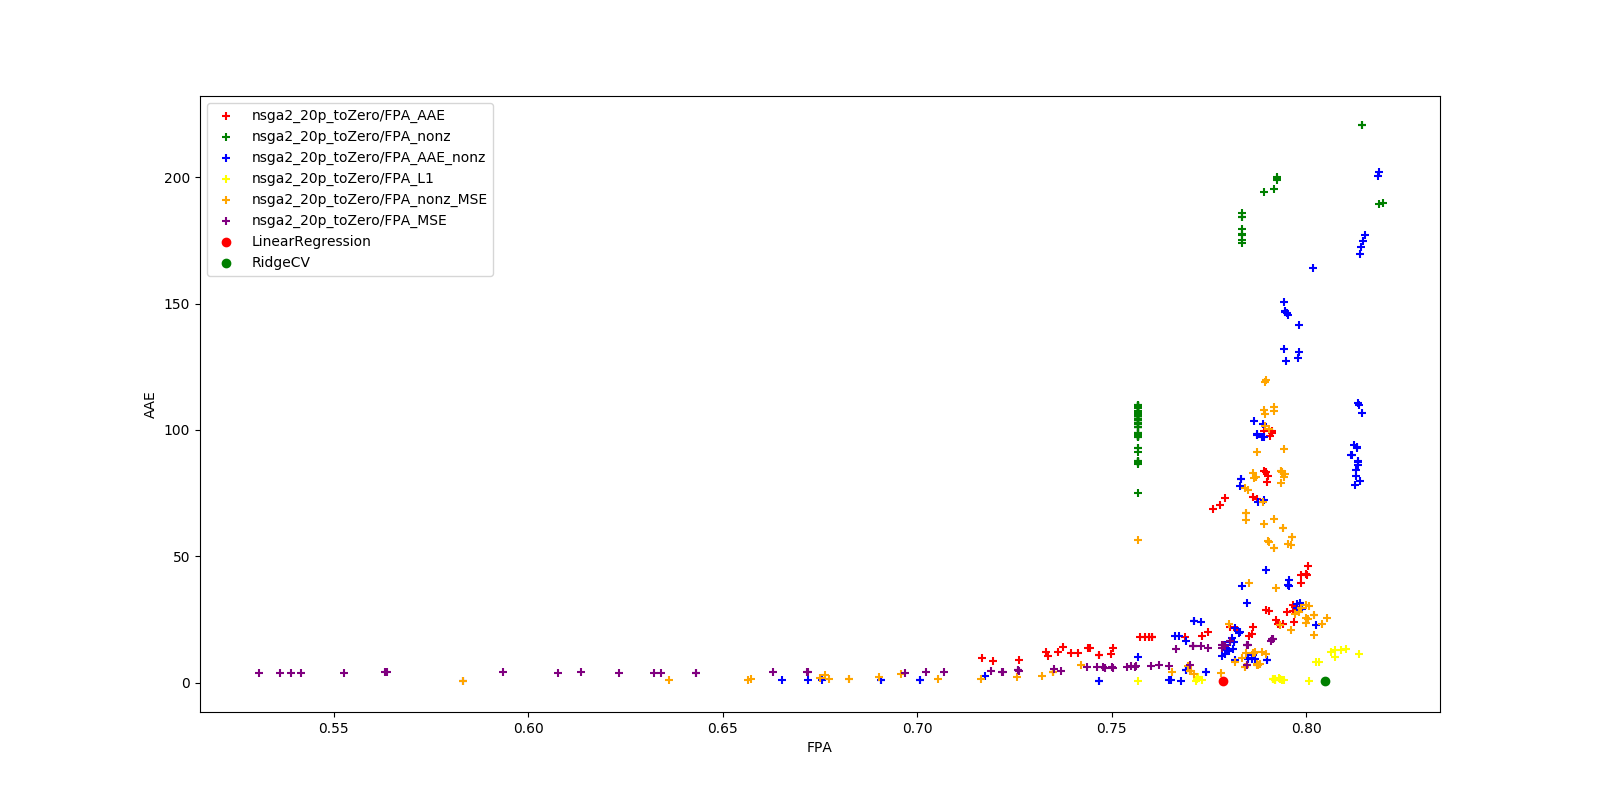 nsga2_20p_toZero/FPA_AAE
nsga2_20p_toZero/FPA_nonz
nsga2_20p_toZero/FPA_AAE_nonz
nsga2_20p_toZero/FPA_L1
nsga2_20p_toZero/FPA_nonz_MSE
nsga2_20p_toZero/FPA_MSE
LinearRegression
RidgeCV
200
150
100
50
0
AAE
0.55 0.60 0.65 0.70 0.75 0.80
FPA